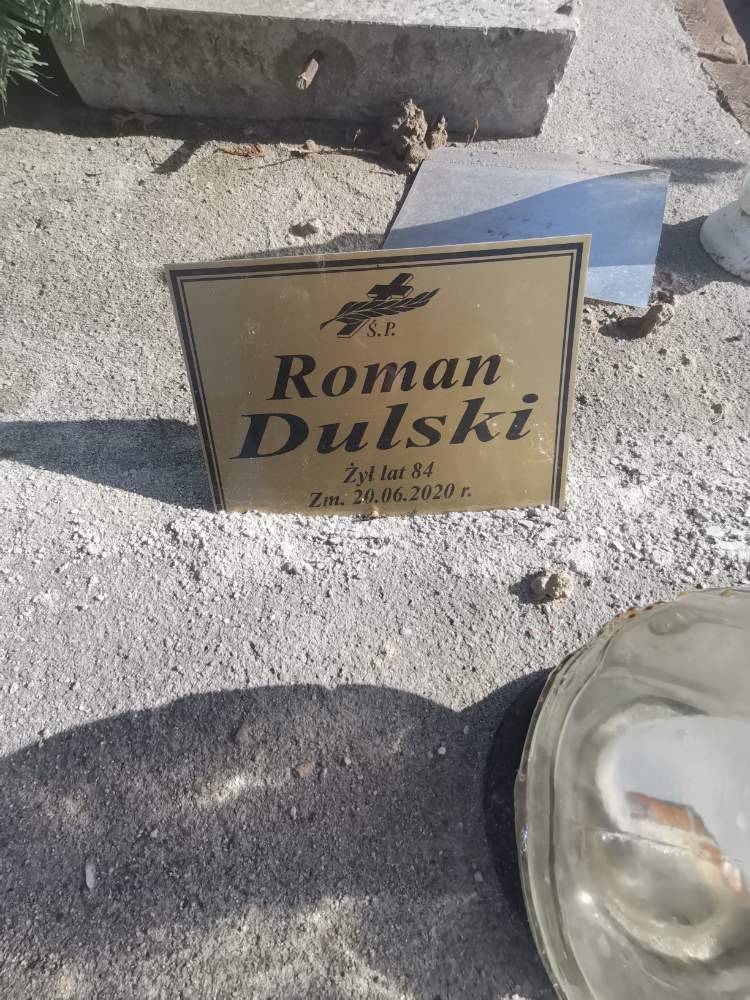 Ś.P.
Roman
Dulski
Żył lat 84
Zm. 20.06.2020 r.